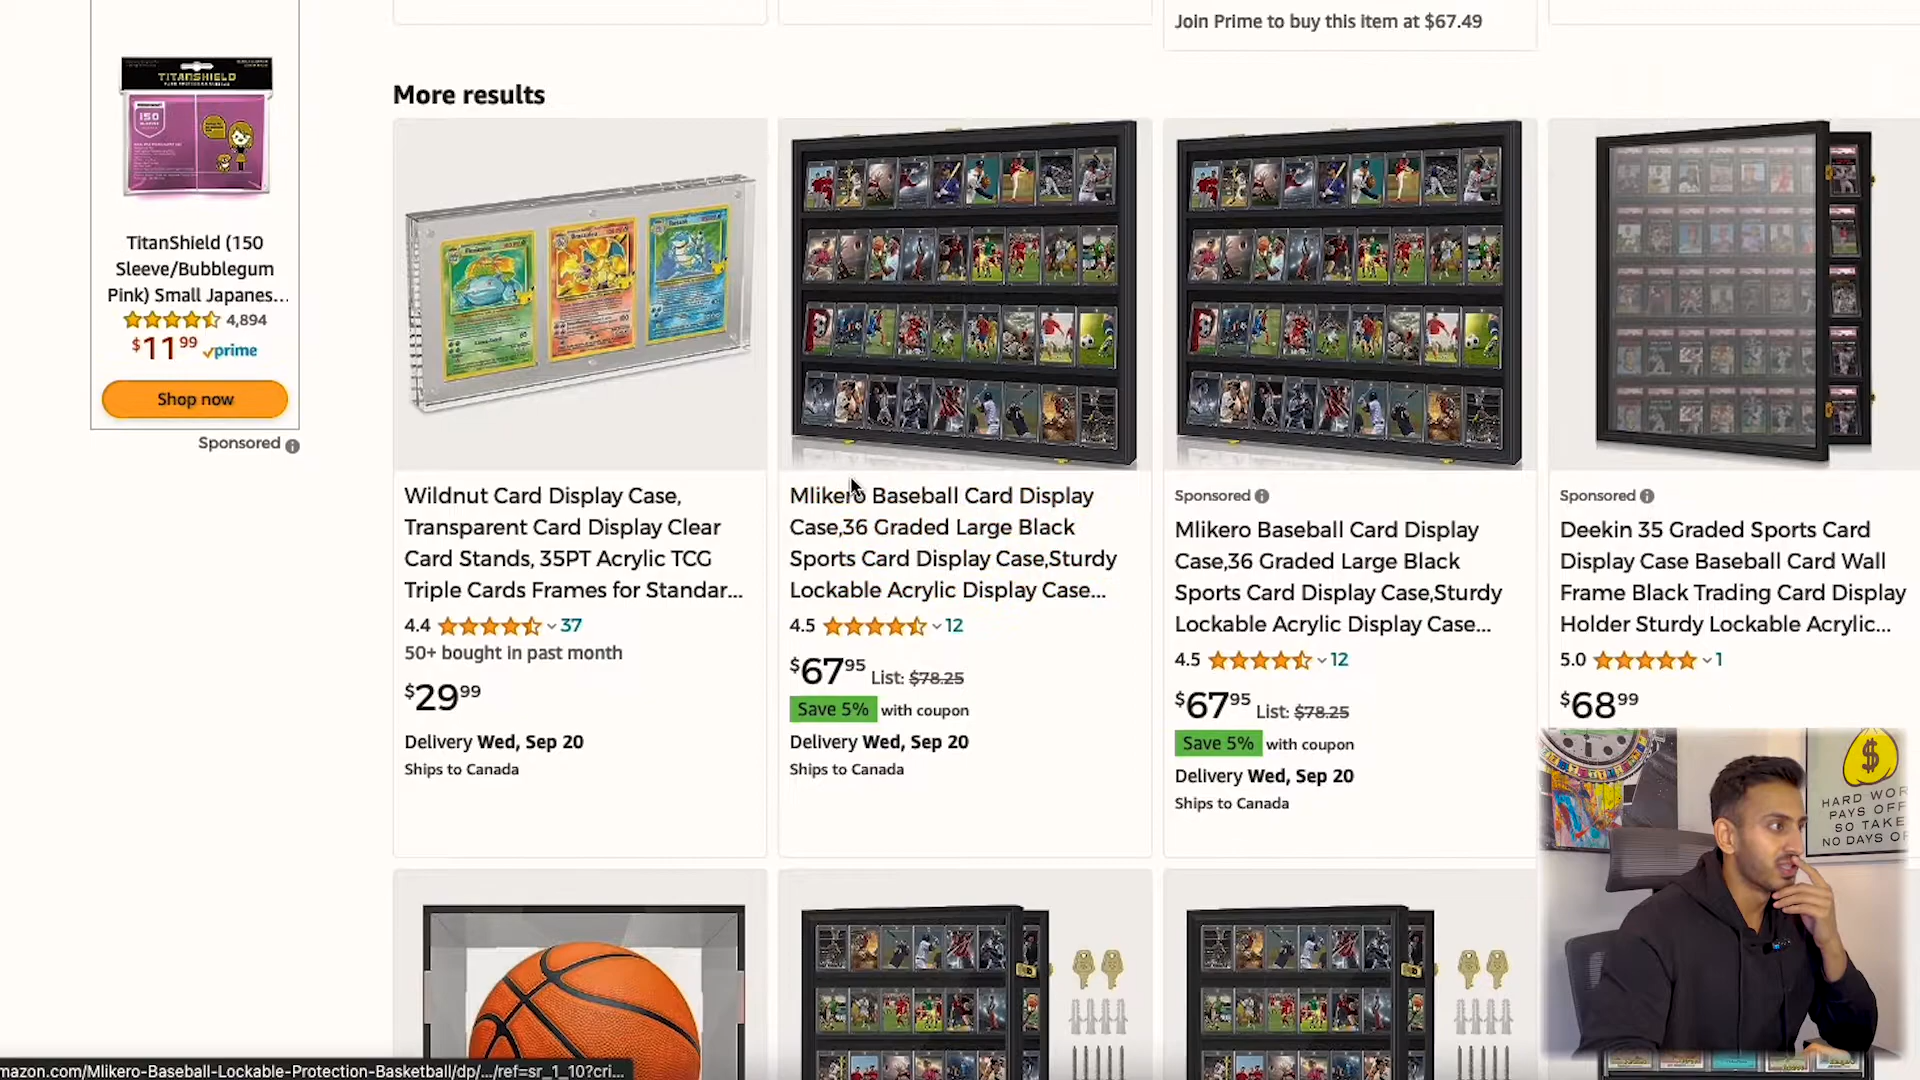 Join Prime to buy this item at $67.49
TITANSHIELD
150
TitanShield (150
Sleeve/Bubblegum
Pink) Small Japanes...
4,894
$11.99 prime
Shop now
Sponsored
More results
Wildnut Card Display Case,
Transparent Card Display Clear
Card Stands, 35PT Acrylic TCG
Triple Cards Frames for Standar...
4.4 37
50+ bought in past month
$29.99
Delivery Wed, Sep 20
Ships to Canada
Mlikero Baseball Card Display
Case,36 Graded Large Black
Sports Card Display Case,Sturdy
Lockable Acrylic Display Case...
4.5 12
$67.95 List: $78.25
Save 5% with coupon
Delivery Wed, Sep 20
Ships to Canada
Sponsored
Mlikero Baseball Card Display
Case,36 Graded Large Black
Sports Card Display Case,Sturdy
Lockable Acrylic Display Case...
4.5 12
$67.95 List: $78.25
Save 5% with coupon
Delivery Wed, Sep 20
Ships to Canada
Sponsored
Deekin 35 Graded Sports Card
Display Case Baseball Card Wall
Frame Black Trading Card Display
Holder Sturdy Lockable Acrylic...
5.0 1
$68.99
$
HARD WOR
PAYS OFF
SO TAKE
NO DAYS OF
mazon.com/Mlikero-Baseball-Lockable-Protection-Basketball/dp/.../ref=sr_1_10?cri...